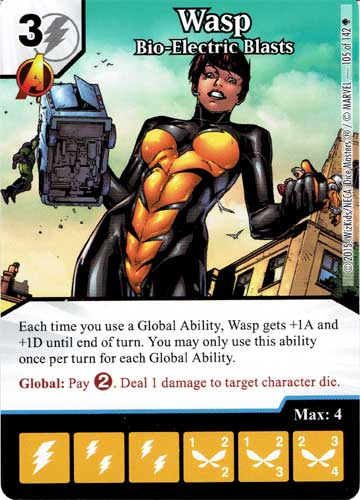 3
Wasp
Bio-Electric Blasts
©2015 WizKids/NECA. Dice Masters TM / © MARVEL — 105 of 142
Each time you use a Global Ability, Wasp gets +1A and
+1D until end of turn. You may only use this ability
once per turn for each Global Ability.
Global: Pay 2. Deal 1 damage to target character die.
Max: 4
1 2 2
1 2 4
2 3 4